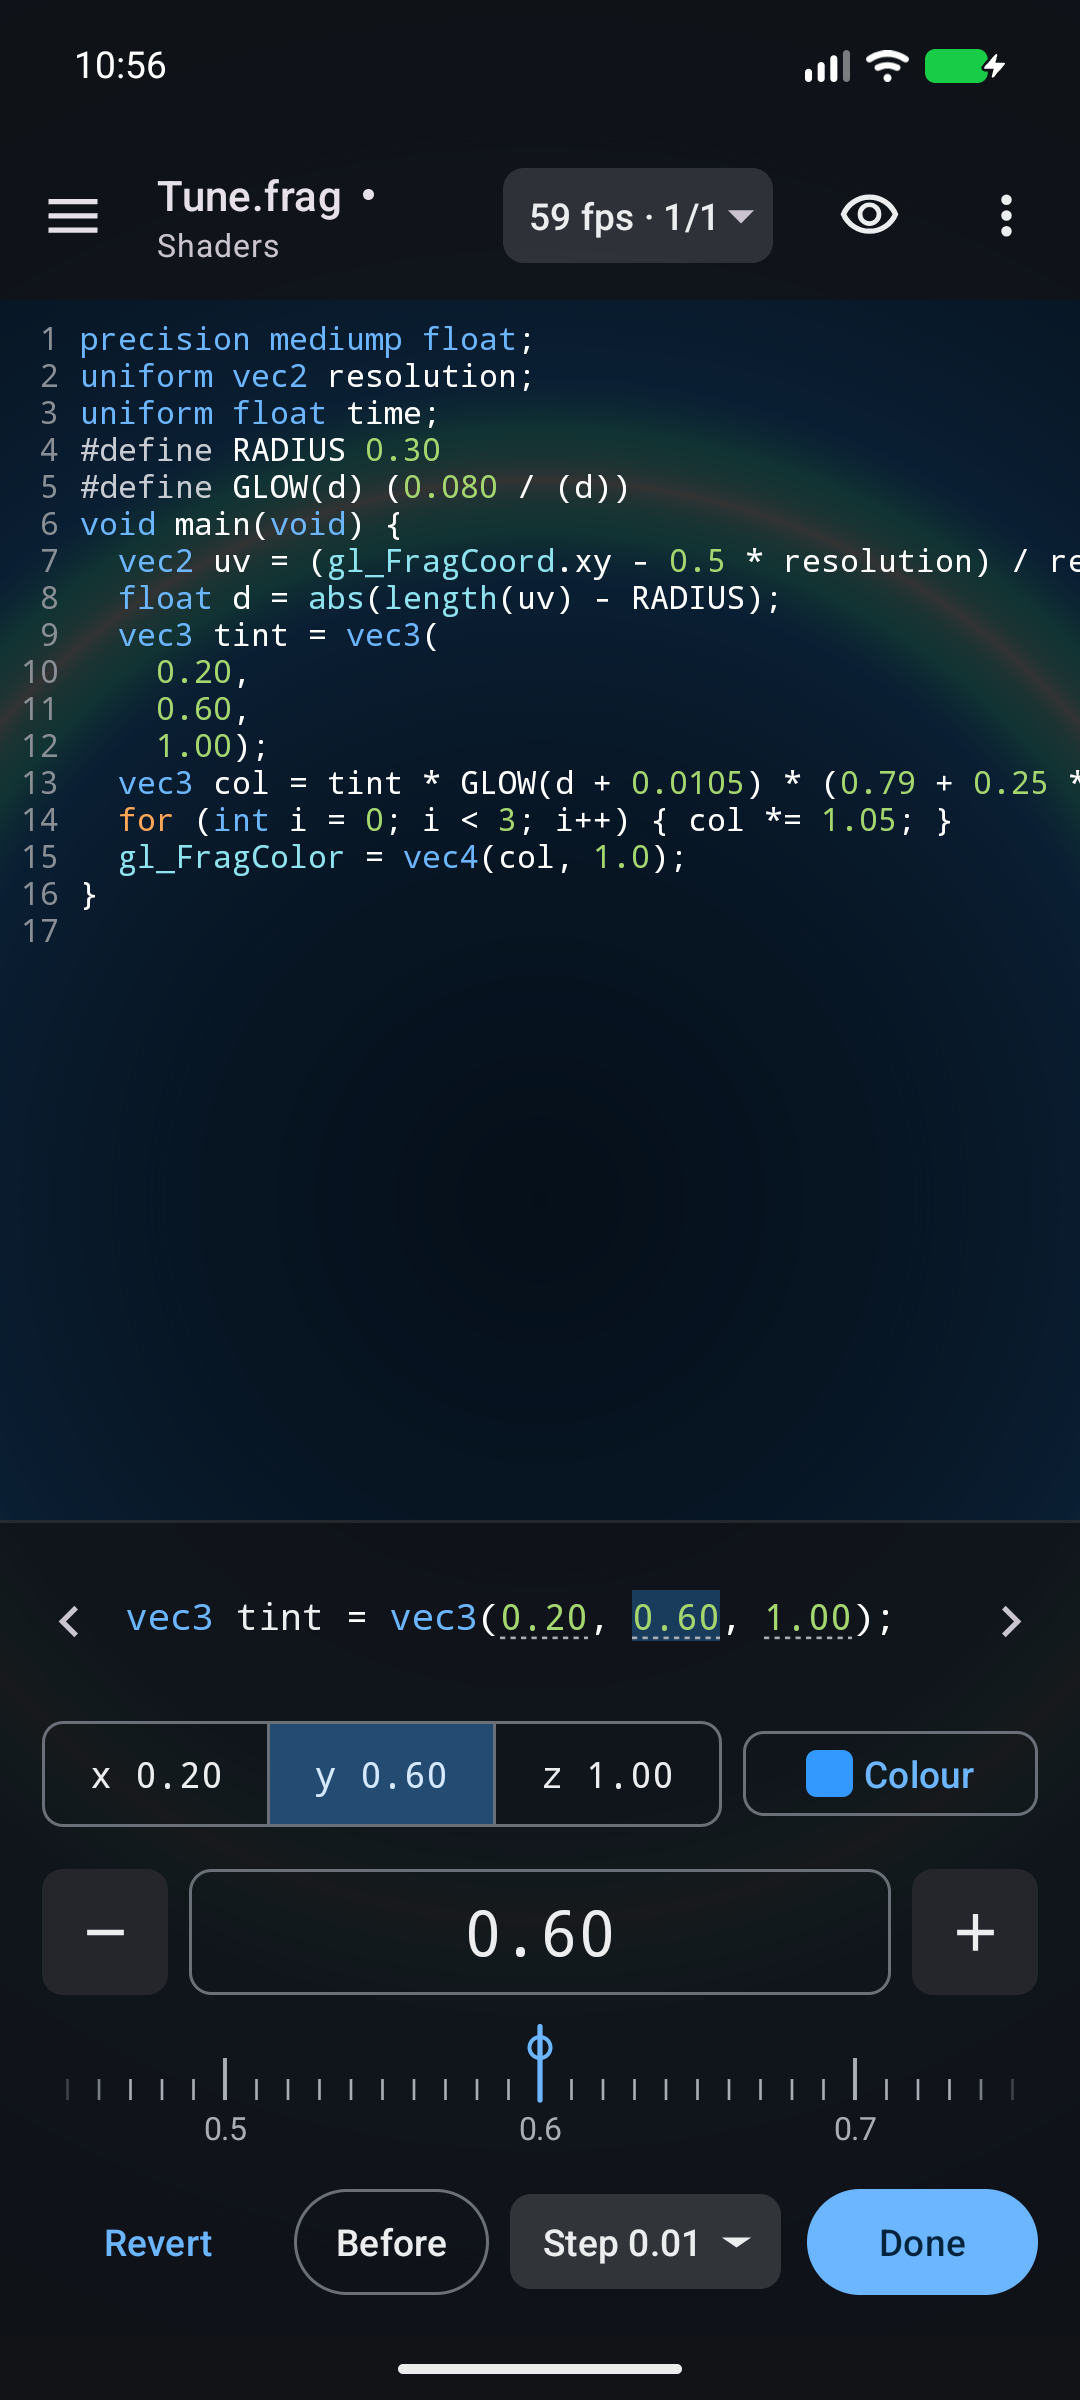 10:56
Tune.frag •
Shaders
59 fps · 1/1
1 precision mediump float;
2 uniform vec2 resolution;
3 uniform float time;
4 #define RADIUS 0.30
5 #define GLOW(d) (0.080 / (d))
6 void main(void) {
7   vec2 uv = (gl_FragCoord.xy - 0.5 * resolution) / re
8   float d = abs(length(uv) - RADIUS);
9   vec3 tint = vec3(
10     0.20,
11     0.60,
12     1.00);
13   vec3 col = tint * GLOW(d + 0.0105) * (0.79 + 0.25 *
14   for (int i = 0; i < 3; i++) { col *= 1.05; }
15   gl_FragColor = vec4(col, 1.0);
16 }
17
vec3 tint = vec3(0.20, 0.60, 1.00);
x 0.20 y 0.60 z 1.00 Colour
− 0.60 +
0.5 0.6 0.7
Revert Before Step 0.01 Done